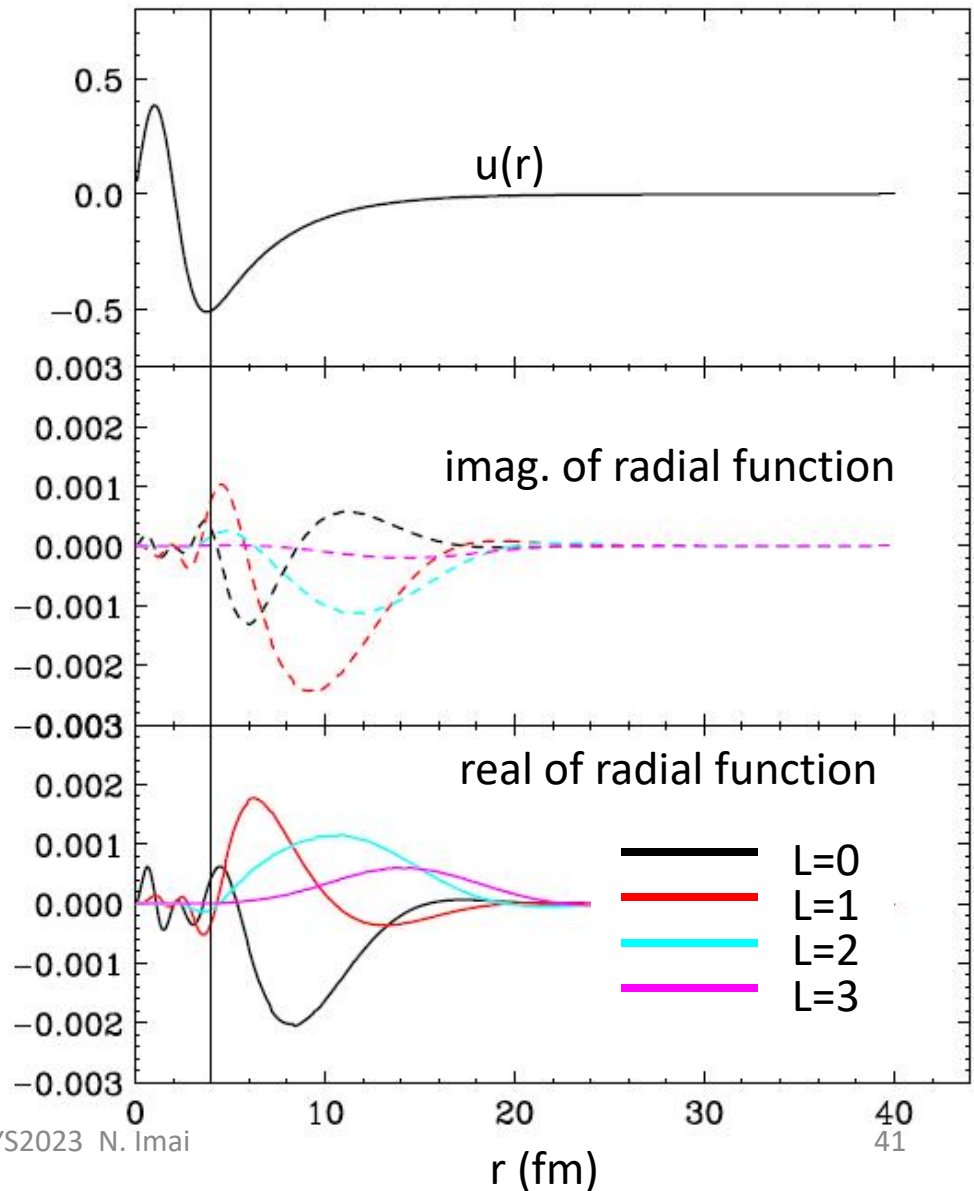 0.5
u(r)
0.0
−0.5
0.003
0.002
imag. of radial function
0.001
0.000
−0.001
−0.002
−0.003
0.002
real of radial function
0.001
L=0
0.000
L=1
L=2
−0.001
L=3
−0.002
−0.003
0 10 20 30 40
YS2023 N. Imai 41
r (fm)